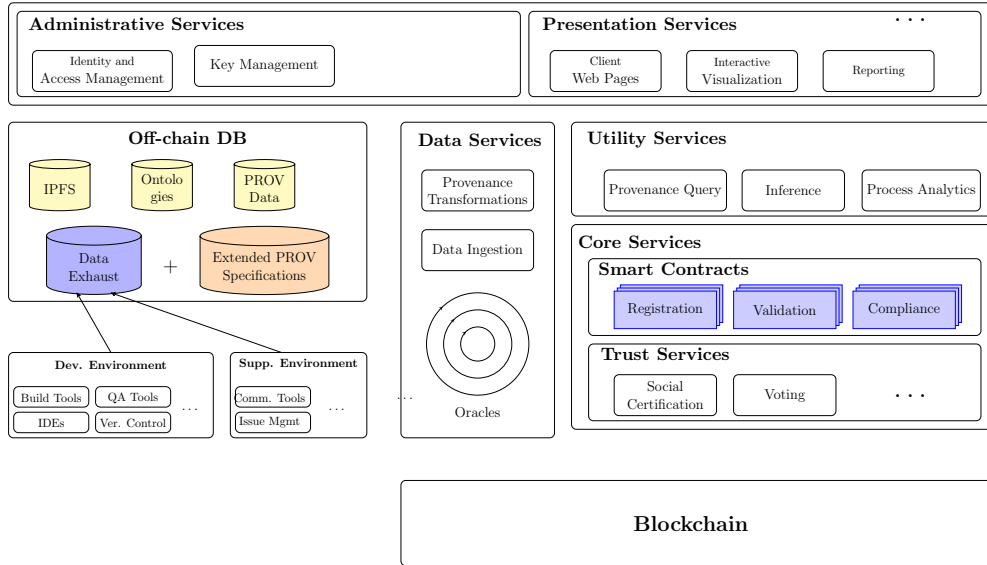 Administrative Services
Identity and
Access Management
Key Management
Presentation Services
. . .
Client
Web Pages
Interactive
Visualization
Reporting
Off-chain DB
IPFS
Ontolo
gies
PROV
Data
Data
Exhaust
+
Extended PROV
Specifications
Dev. Environment
Build Tools
QA Tools
IDEs
Ver. Control
. . .
Supp. Environment
Comm. Tools
Issue Mgmt
. . .
. . .
Data Services
Provenance
Transformations
Data Ingestion
Oracles
Utility Services
Provenance Query
Inference
Process Analytics
Core Services
Smart Contracts
Registration
Validation
Compliance
Trust Services
Social
Certification
Voting
. . .
Blockchain